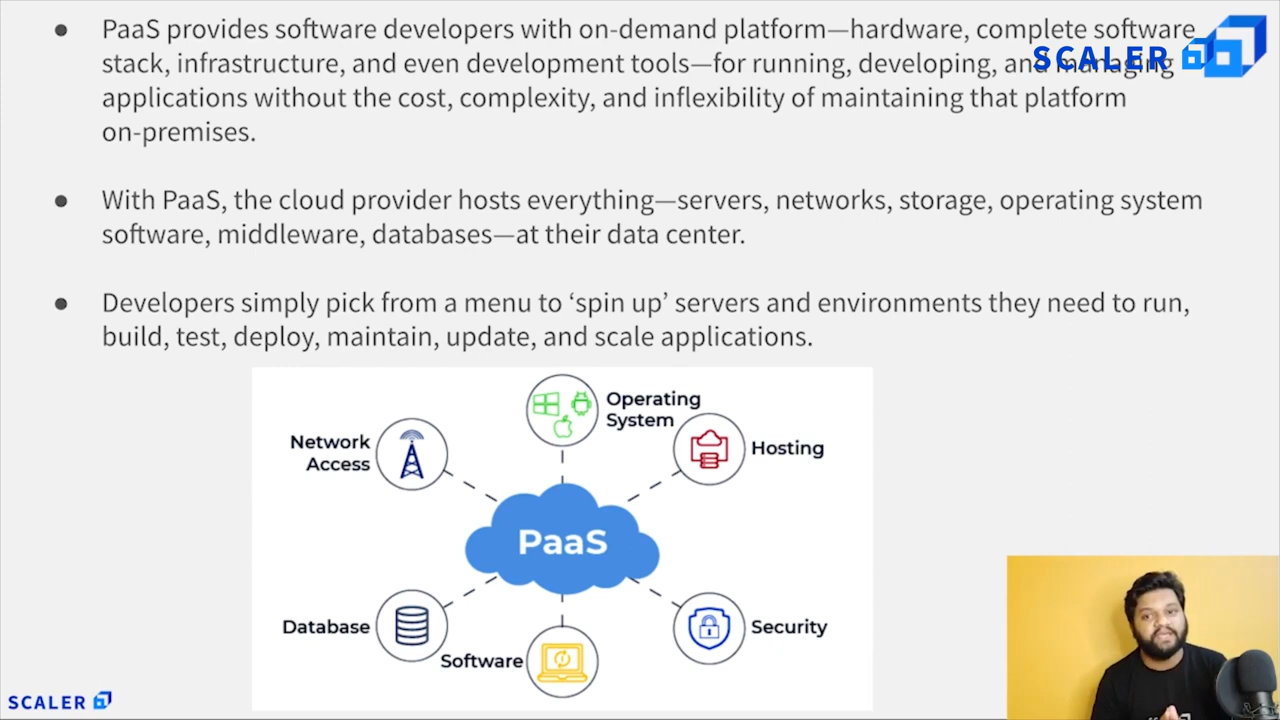 PaaS provides software developers with on-demand platform—hardware, complete software
stack, infrastructure, and even development tools—for running, developing, and managing
applications without the cost, complexity, and inflexibility of maintaining that platform
on-premises.
SCALER
With PaaS, the cloud provider hosts everything—servers, networks, storage, operating system
software, middleware, databases—at their data center.
Developers simply pick from a menu to ‘spin up’ servers and environments they need to run,
build, test, deploy, maintain, update, and scale applications.
Operating
System
Network
Access
Hosting
PaaS
Database
Security
Software
SCALER